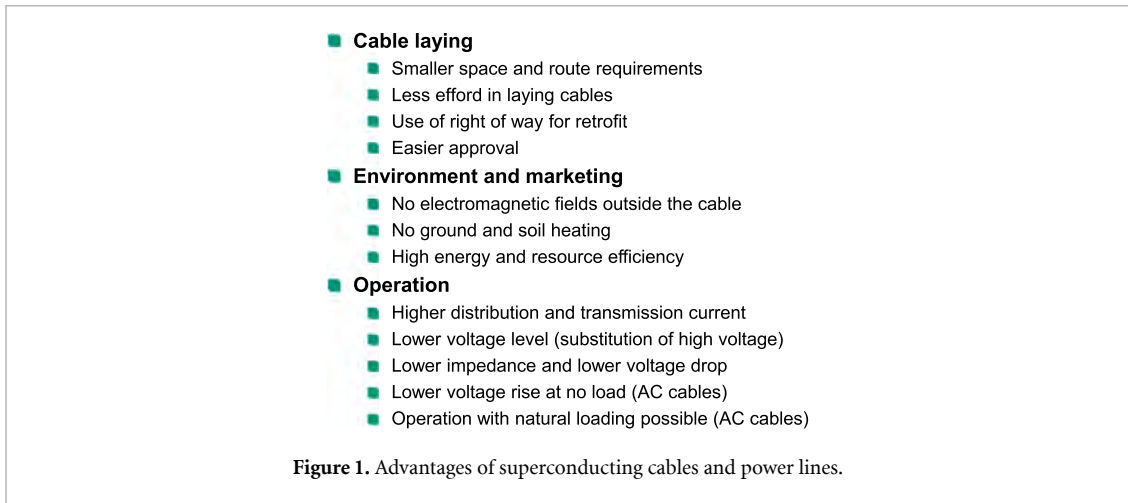 Cable laying
Smaller space and route requirements
Less efford in laying cables
Use of right of way for retrofit
Easier approval
Environment and marketing
No electromagnetic fields outside the cable
No ground and soil heating
High energy and resource efficiency
Operation
Higher distribution and transmission current
Lower voltage level (substitution of high voltage)
Lower impedance and lower voltage drop
Lower voltage rise at no load (AC cables)
Operation with natural loading possible (AC cables)
Figure 1. Advantages of superconducting cables and power lines.